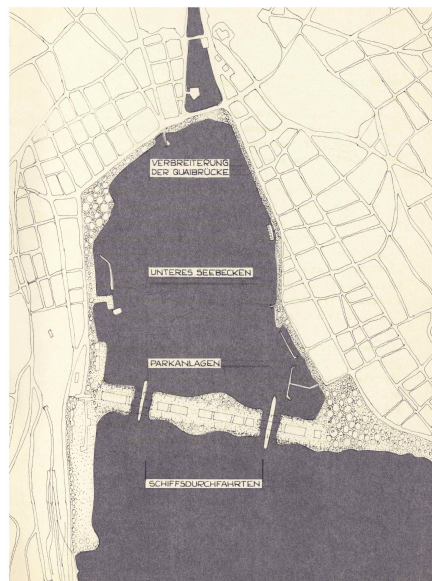 VERBREITERUNG
DER QUAIBRÜCKE
UNTERES SEEBECKEN
PARKANLAGEN
SCHIFFSDURCHFAHRTEN